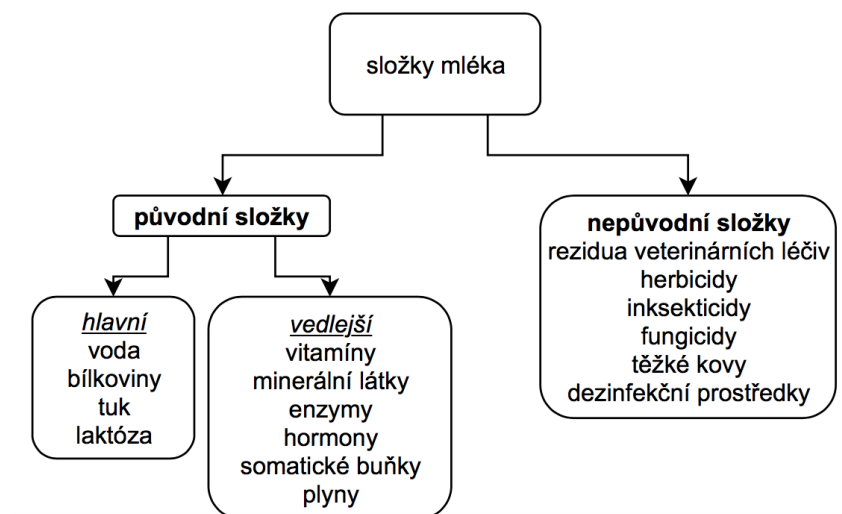 složky mléka
původní složky
hlavní
voda
bílkoviny
tuk
laktóza
vedlejší
vitamíny
minerální látky
enzymy
hormony
somatické buňky
plyny
nepůvodní složky
rezidua veterinárních léčiv
herbicidy
inksekticidy
fungicidy
těžké kovy
dezinfekční prostředky